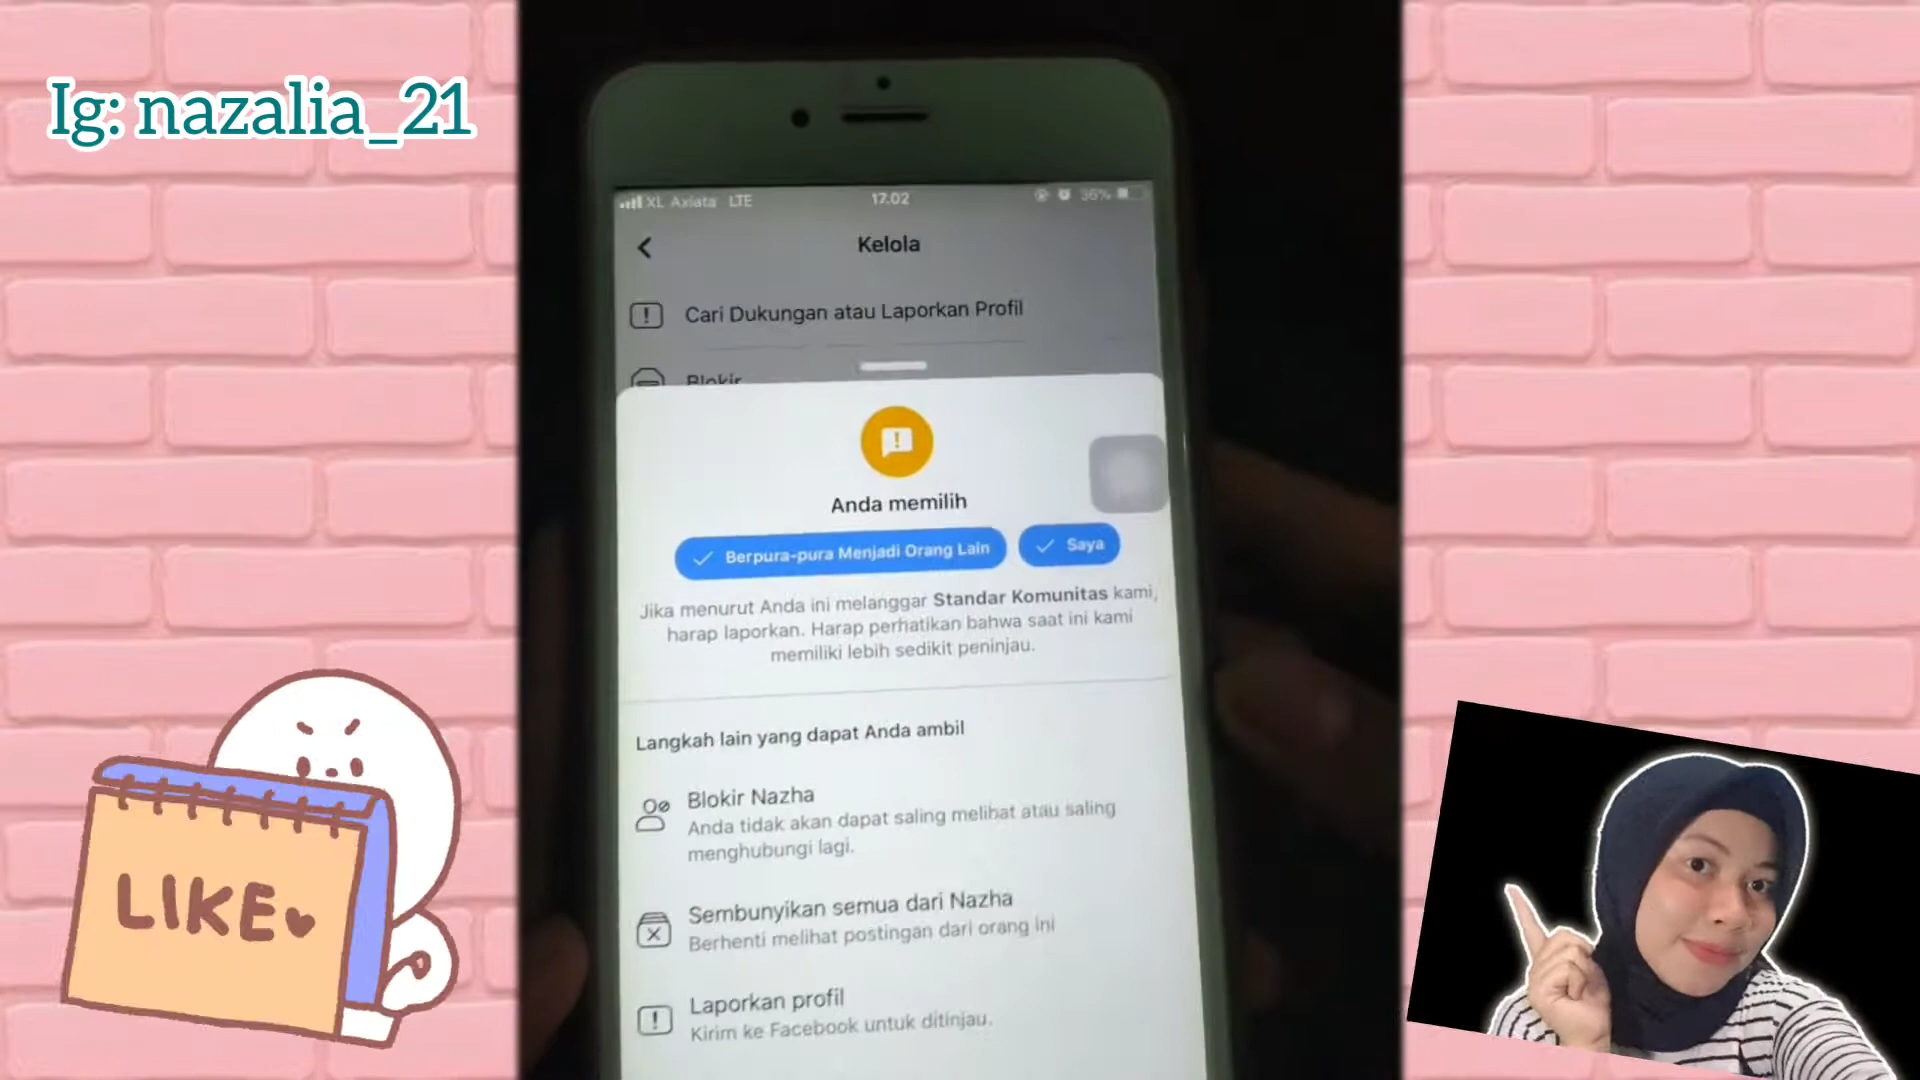 Ig: nazalia_21
XL Axiata LTE
17.02
36%
Kelola
Cari Dukungan atau Laporkan Profil
Blokir
Anda memilih
Berpura-pura Menjadi Orang Lain
Saya
Jika menurut Anda ini melanggar Standar Komunitas kami,
harap laporkan. Harap perhatikan bahwa saat ini kami
memiliki lebih sedikit peninjau.
Langkah lain yang dapat Anda ambil
Blokir Nazha
Anda tidak akan dapat saling melihat atau saling
menghubungi lagi.
Sembunyikan semua dari Nazha
Berhenti melihat postingan dari orang ini
Laporkan profil
Kirim ke Facebook untuk ditinjau.
LIKE